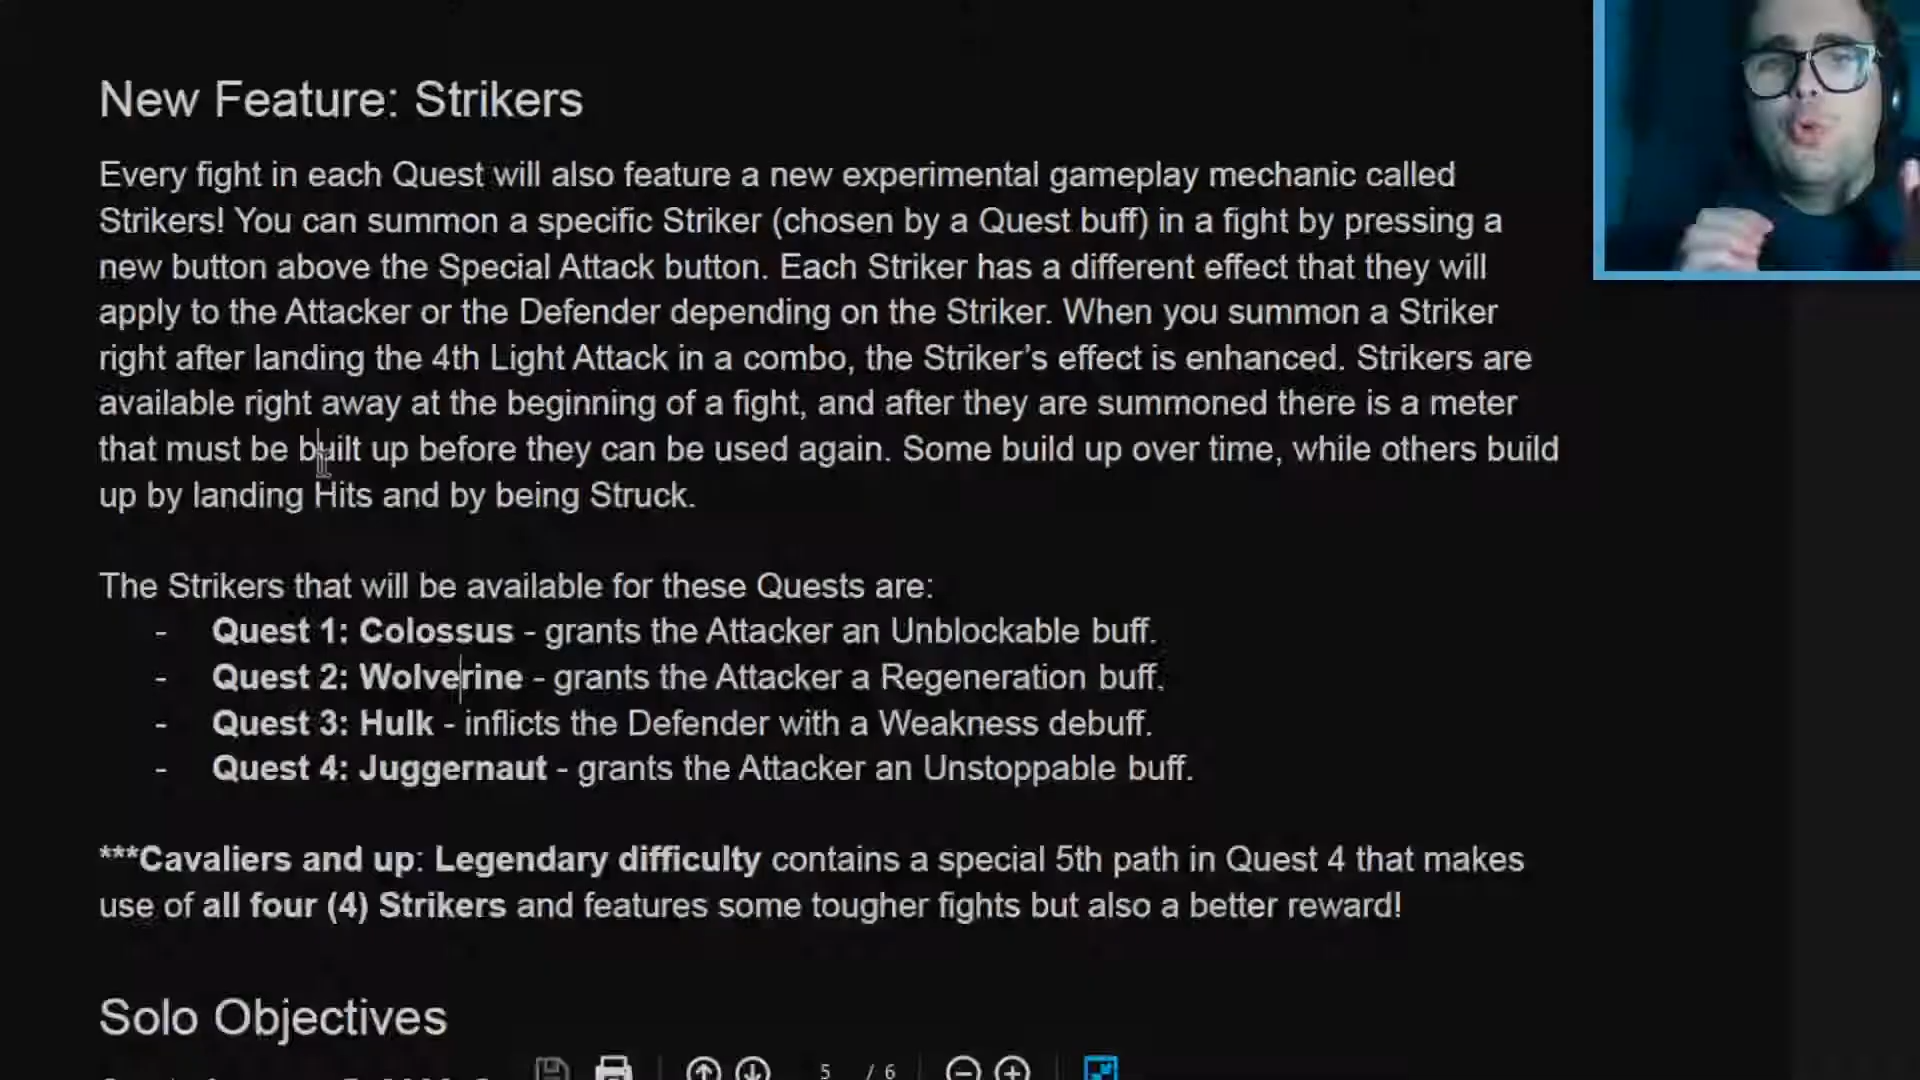 New Feature: Strikers
Every fight in each Quest will also feature a new experimental gameplay mechanic called
Strikers! You can summon a specific Striker (chosen by a Quest buff) in a fight by pressing a
new button above the Special Attack button. Each Striker has a different effect that they will
apply to the Attacker or the Defender depending on the Striker. When you summon a Striker
right after landing the 4th Light Attack in a combo, the Striker's effect is enhanced. Strikers are
available right away at the beginning of a fight, and after they are summoned there is a meter
that must be built up before they can be used again. Some build up over time, while others build
up by landing Hits and by being Struck.
The Strikers that will be available for these Quests are:
- Quest 1: Colossus - grants the Attacker an Unblockable buff.
- Quest 2: Wolverine - grants the Attacker a Regeneration buff.
- Quest 3: Hulk - inflicts the Defender with a Weakness debuff.
- Quest 4: Juggernaut - grants the Attacker an Unstoppable buff.
***Cavaliers and up: Legendary difficulty contains a special 5th path in Quest 4 that makes
use of all four (4) Strikers and features some tougher fights but also a better reward!
Solo Objectives
5 / 6